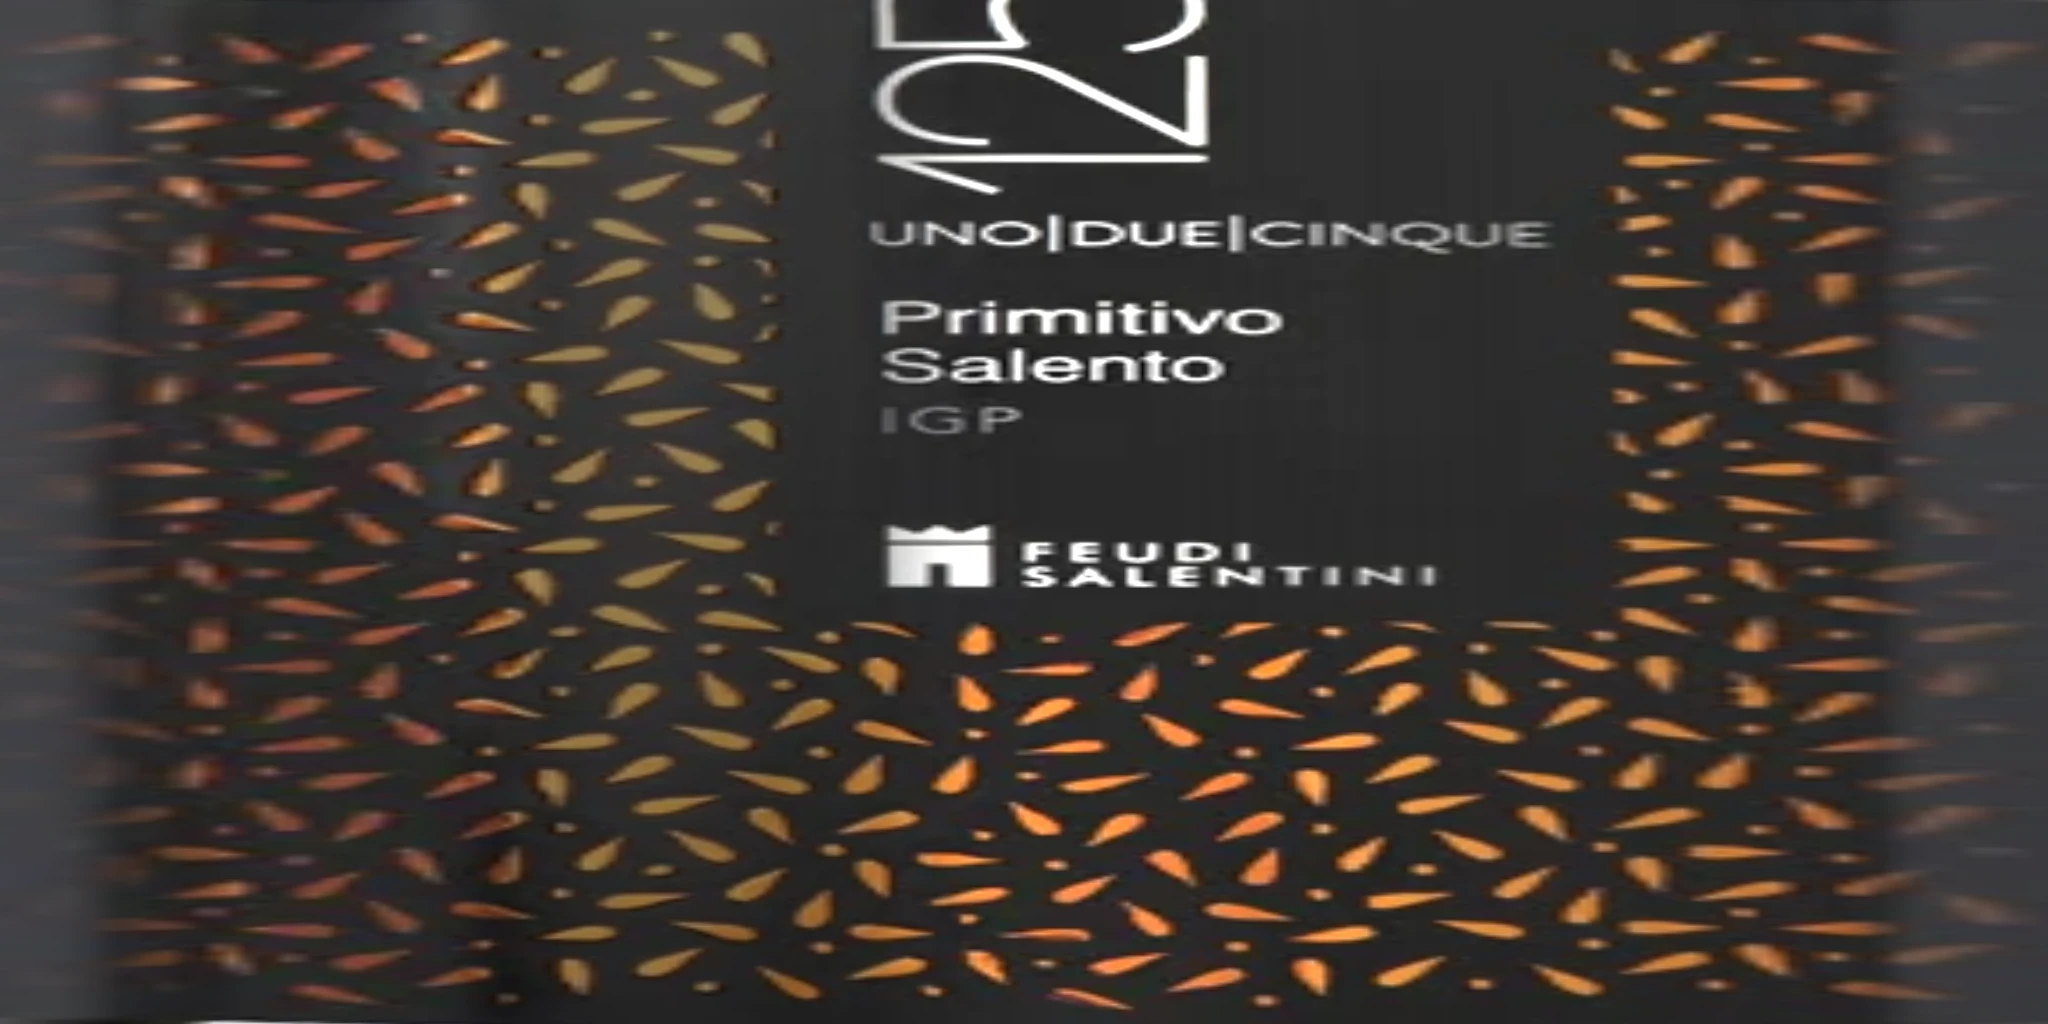 125
UNO|DUE|CINQUE
Primitivo
Salento
IGP
FEUDI
SALENTINI